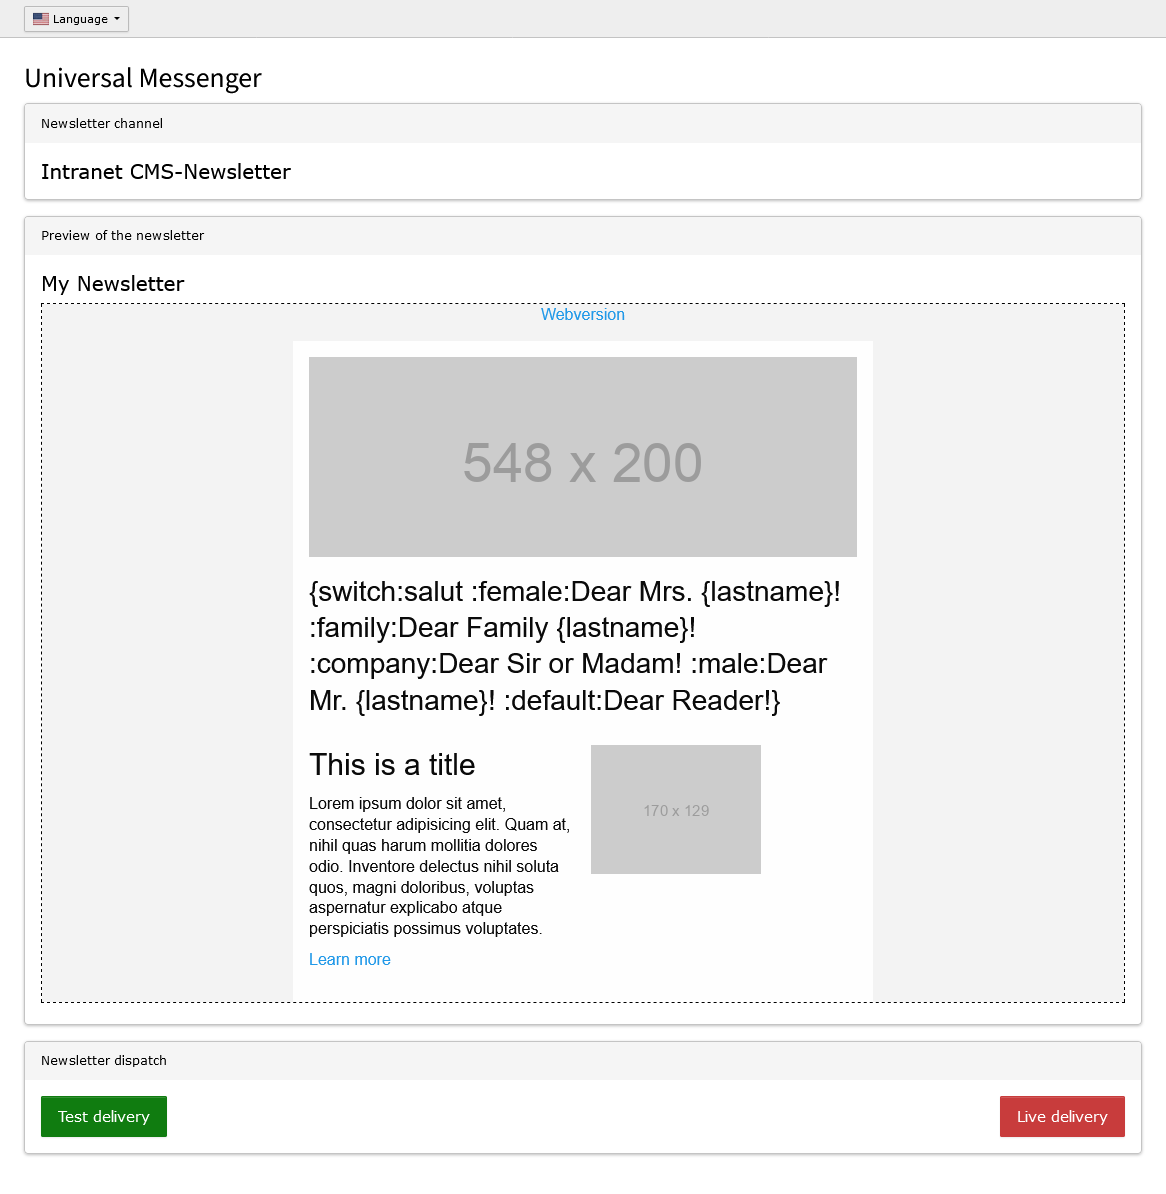 Language
Universal Messenger
Newsletter channel
Intranet CMS-Newsletter
Preview of the newsletter
My Newsletter
Webversion
548 x 200
{switch:salut :female:Dear Mrs. {lastname}!
:family:Dear Family {lastname}!
:company:Dear Sir or Madam! :male:Dear
Mr. {lastname}! :default:Dear Reader!}
This is a title
170 x 129
Lorem ipsum dolor sit amet,
consectetur adipisicing elit. Quam at,
nihil quas harum mollitia dolores
odio. Inventore delectus nihil soluta
quos, magni doloribus, voluptas
aspernatur explicabo atque
perspiciatis possimus voluptates.
Learn more
Newsletter dispatch
Test delivery
Live delivery